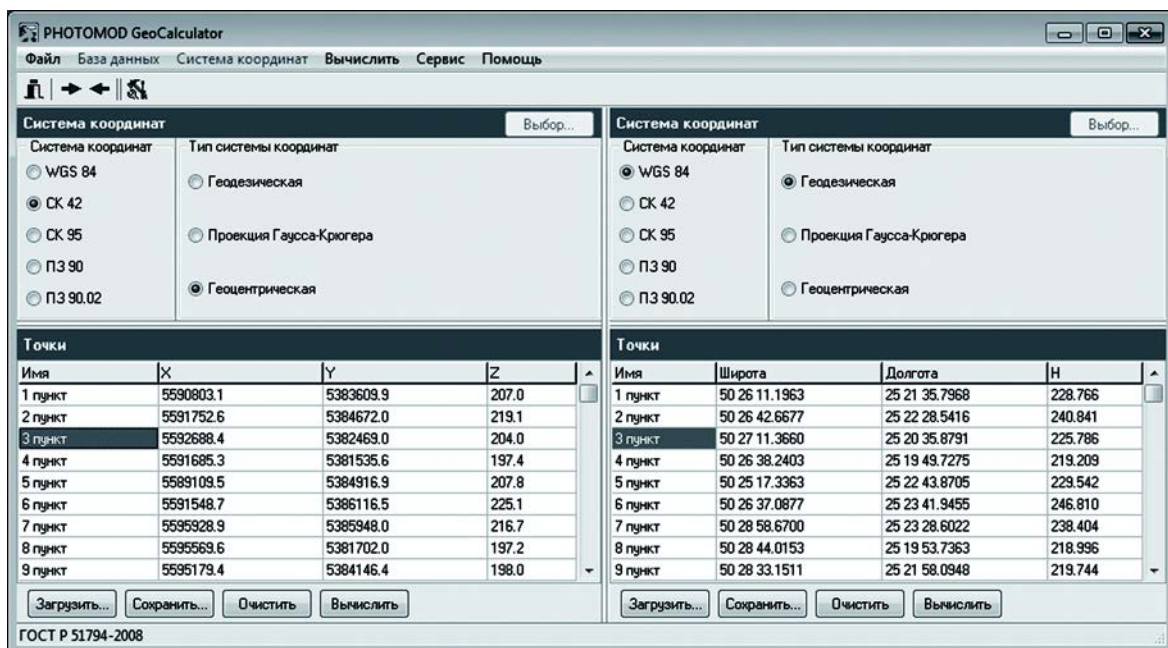 PHOTOMOD GeoCalculator
Файл База данных Система координат Вычислить Сервис Помощь
Система координат Выбор...
Система координат Тип системы координат
WGS 84
Геодезическая
СК 42
СК 95
Проекция Гаусса-Крюгера
ПЗ 90
Геоцентрическая
ПЗ 90.02
Точки
Имя X Y Z
1 пункт 5590803.1 5383609.9 207.0
2 пункт 5591752.6 5384672.0 219.1
3 пункт 5592688.4 5382469.0 204.0
4 пункт 5591685.3 5381535.6 197.4
5 пункт 5589109.5 5384916.9 207.8
6 пункт 5591548.7 5386116.5 225.1
7 пункт 5595928.9 5385948.0 216.7
8 пункт 5595569.6 5381702.0 197.2
9 пункт 5595179.4 5384146.4 198.0
Загрузить... Сохранить... Очистить Вычислить
Система координат Выбор...
Система координат Тип системы координат
WGS 84
Геодезическая
СК 42
СК 95
Проекция Гаусса-Крюгера
ПЗ 90
Геоцентрическая
ПЗ 90.02
Точки
Имя Широта Долгота H
1 пункт 50 26 11.1963 25 21 35.7968 228.766
2 пункт 50 26 42.6677 25 22 28.5416 240.841
3 пункт 50 27 11.3660 25 20 35.8791 225.786
4 пункт 50 26 38.2403 25 19 49.7275 219.209
5 пункт 50 25 17.3363 25 22 43.8705 229.542
6 пункт 50 26 37.0877 25 23 41.9455 246.810
7 пункт 50 28 58.6700 25 23 28.6022 238.404
8 пункт 50 28 44.0153 25 19 53.7363 218.996
9 пункт 50 28 33.1511 25 21 58.0948 219.744
Загрузить... Сохранить... Очистить Вычислить
ГОСТ Р 51794-2008